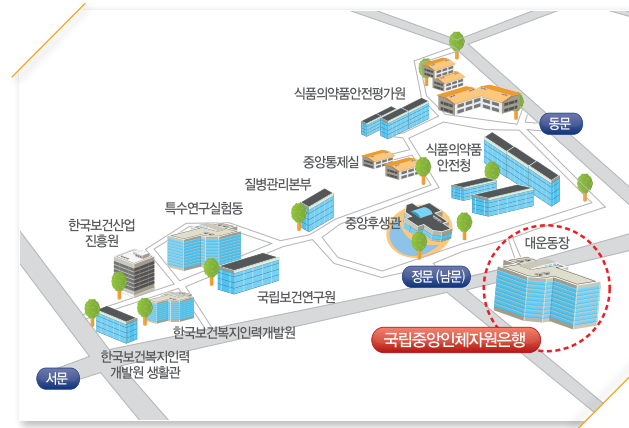 식품의약품안전평가원
동문
식품의약품
안전청
중앙통제실
질병관리본부
특수연구실험동
한국보건산업
진흥원
중앙후생관
대운동장
전문 (남문)
국립보건연구원
한국보건복지인력개발원
국립중앙인체자원은행
한국보건복지인력
개발원 생활관
서문